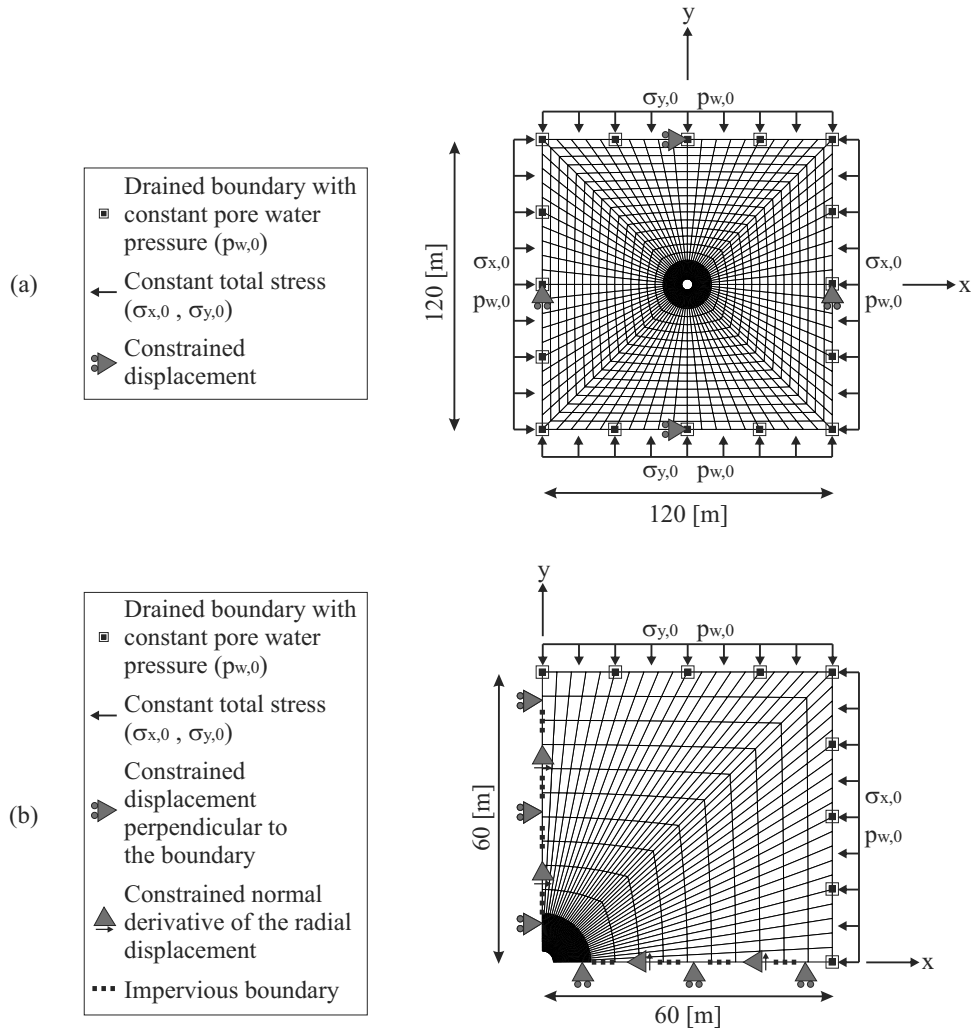 (a)
Drained boundary with
constant pore water
pressure (pw,0)
Constant total stress
(σx,0 , σy,0)
Constrained
displacement
y
σy,0 pw,0
σx,0
pw,0
σx,0
pw,0
x
120 [m]
σy,0 pw,0
120 [m]
(b)
Drained boundary with
constant pore water
pressure (pw,0)
Constant total stress
(σx,0 , σy,0)
Constrained
displacement
perpendicular to
the boundary
Constrained normal
derivative of the radial
displacement
Impervious boundary
y
σy,0 pw,0
60 [m]
σx,0
pw,0
x
60 [m]